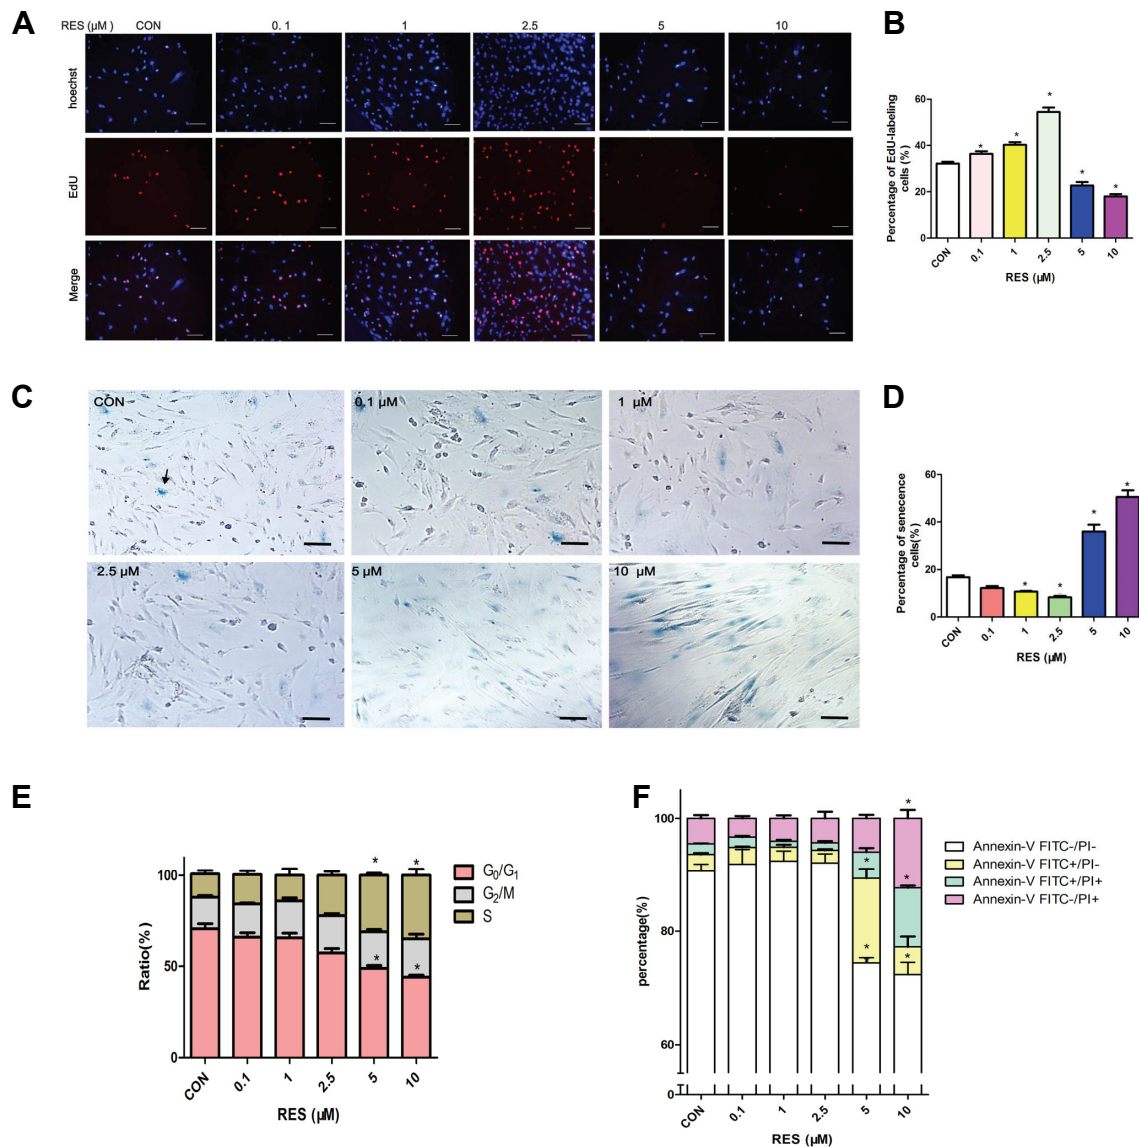 A
RES (µM ) CON 0. 1 1 2.5 5 10
hoechst
EdU
Merge
B
Percentage of EdU-labeling
cells (%)
60
40
20
0
CON 0.1 1 2.5 5 10
* * * * *
RES (µM)
C
CON
0.1 µM
1 µM
2.5 µM
5 µM
10 µM
D
Percentage of senecence
cells(%)
60
40
20
0
* * * *
CON 0.1 1 2.5 5 10
RES (µM)
E
Ratio(%)
100
50
0
* *
* *
CON 0.1 1 2.5 5 10
RES (µM)
G0/G1
G2/M
S
F
percentage(%)
100
80
60
0
*
* *
* *
CON 0.1 1 2.5 5 10
RES (µM)
Annexin-V FITC-/PI-
Annexin-V FITC+/PI-
Annexin-V FITC+/PI+
Annexin-V FITC-/PI+